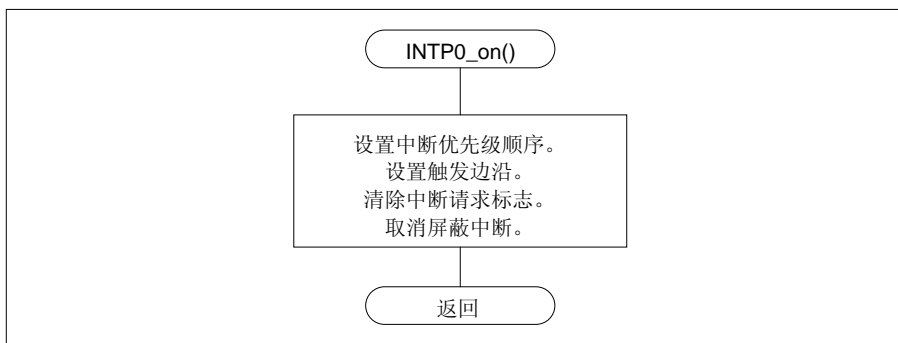 INTP0_on()
设置中断优先级顺序。
设置触发边沿。
清除中断请求标志。
取消屏蔽中断。
返回